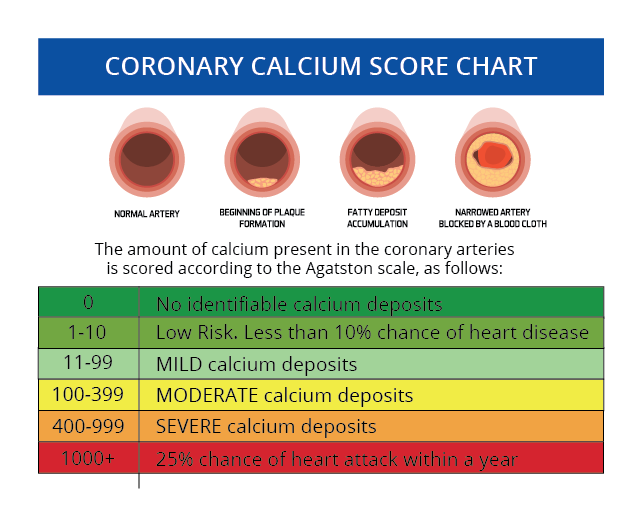 CORONARY CALCIUM SCORE CHART
NORMAL ARTERY
BEGINNING OF PLAQUE
FORMATION
FATTY DEPOSIT
ACCUMULATION
NARROWED ARTERY
BLOCKED BY A BLOOD CLOTH
The amount of calcium present in the coronary arteries
is scored according to the Agatston scale, as follows:
0 No identifiable calcium deposits
1-10 Low Risk. Less than 10% chance of heart disease
11-99 MILD calcium deposits
100-399 MODERATE calcium deposits
400-999 SEVERE calcium deposits
1000+ 25% chance of heart attack within a year